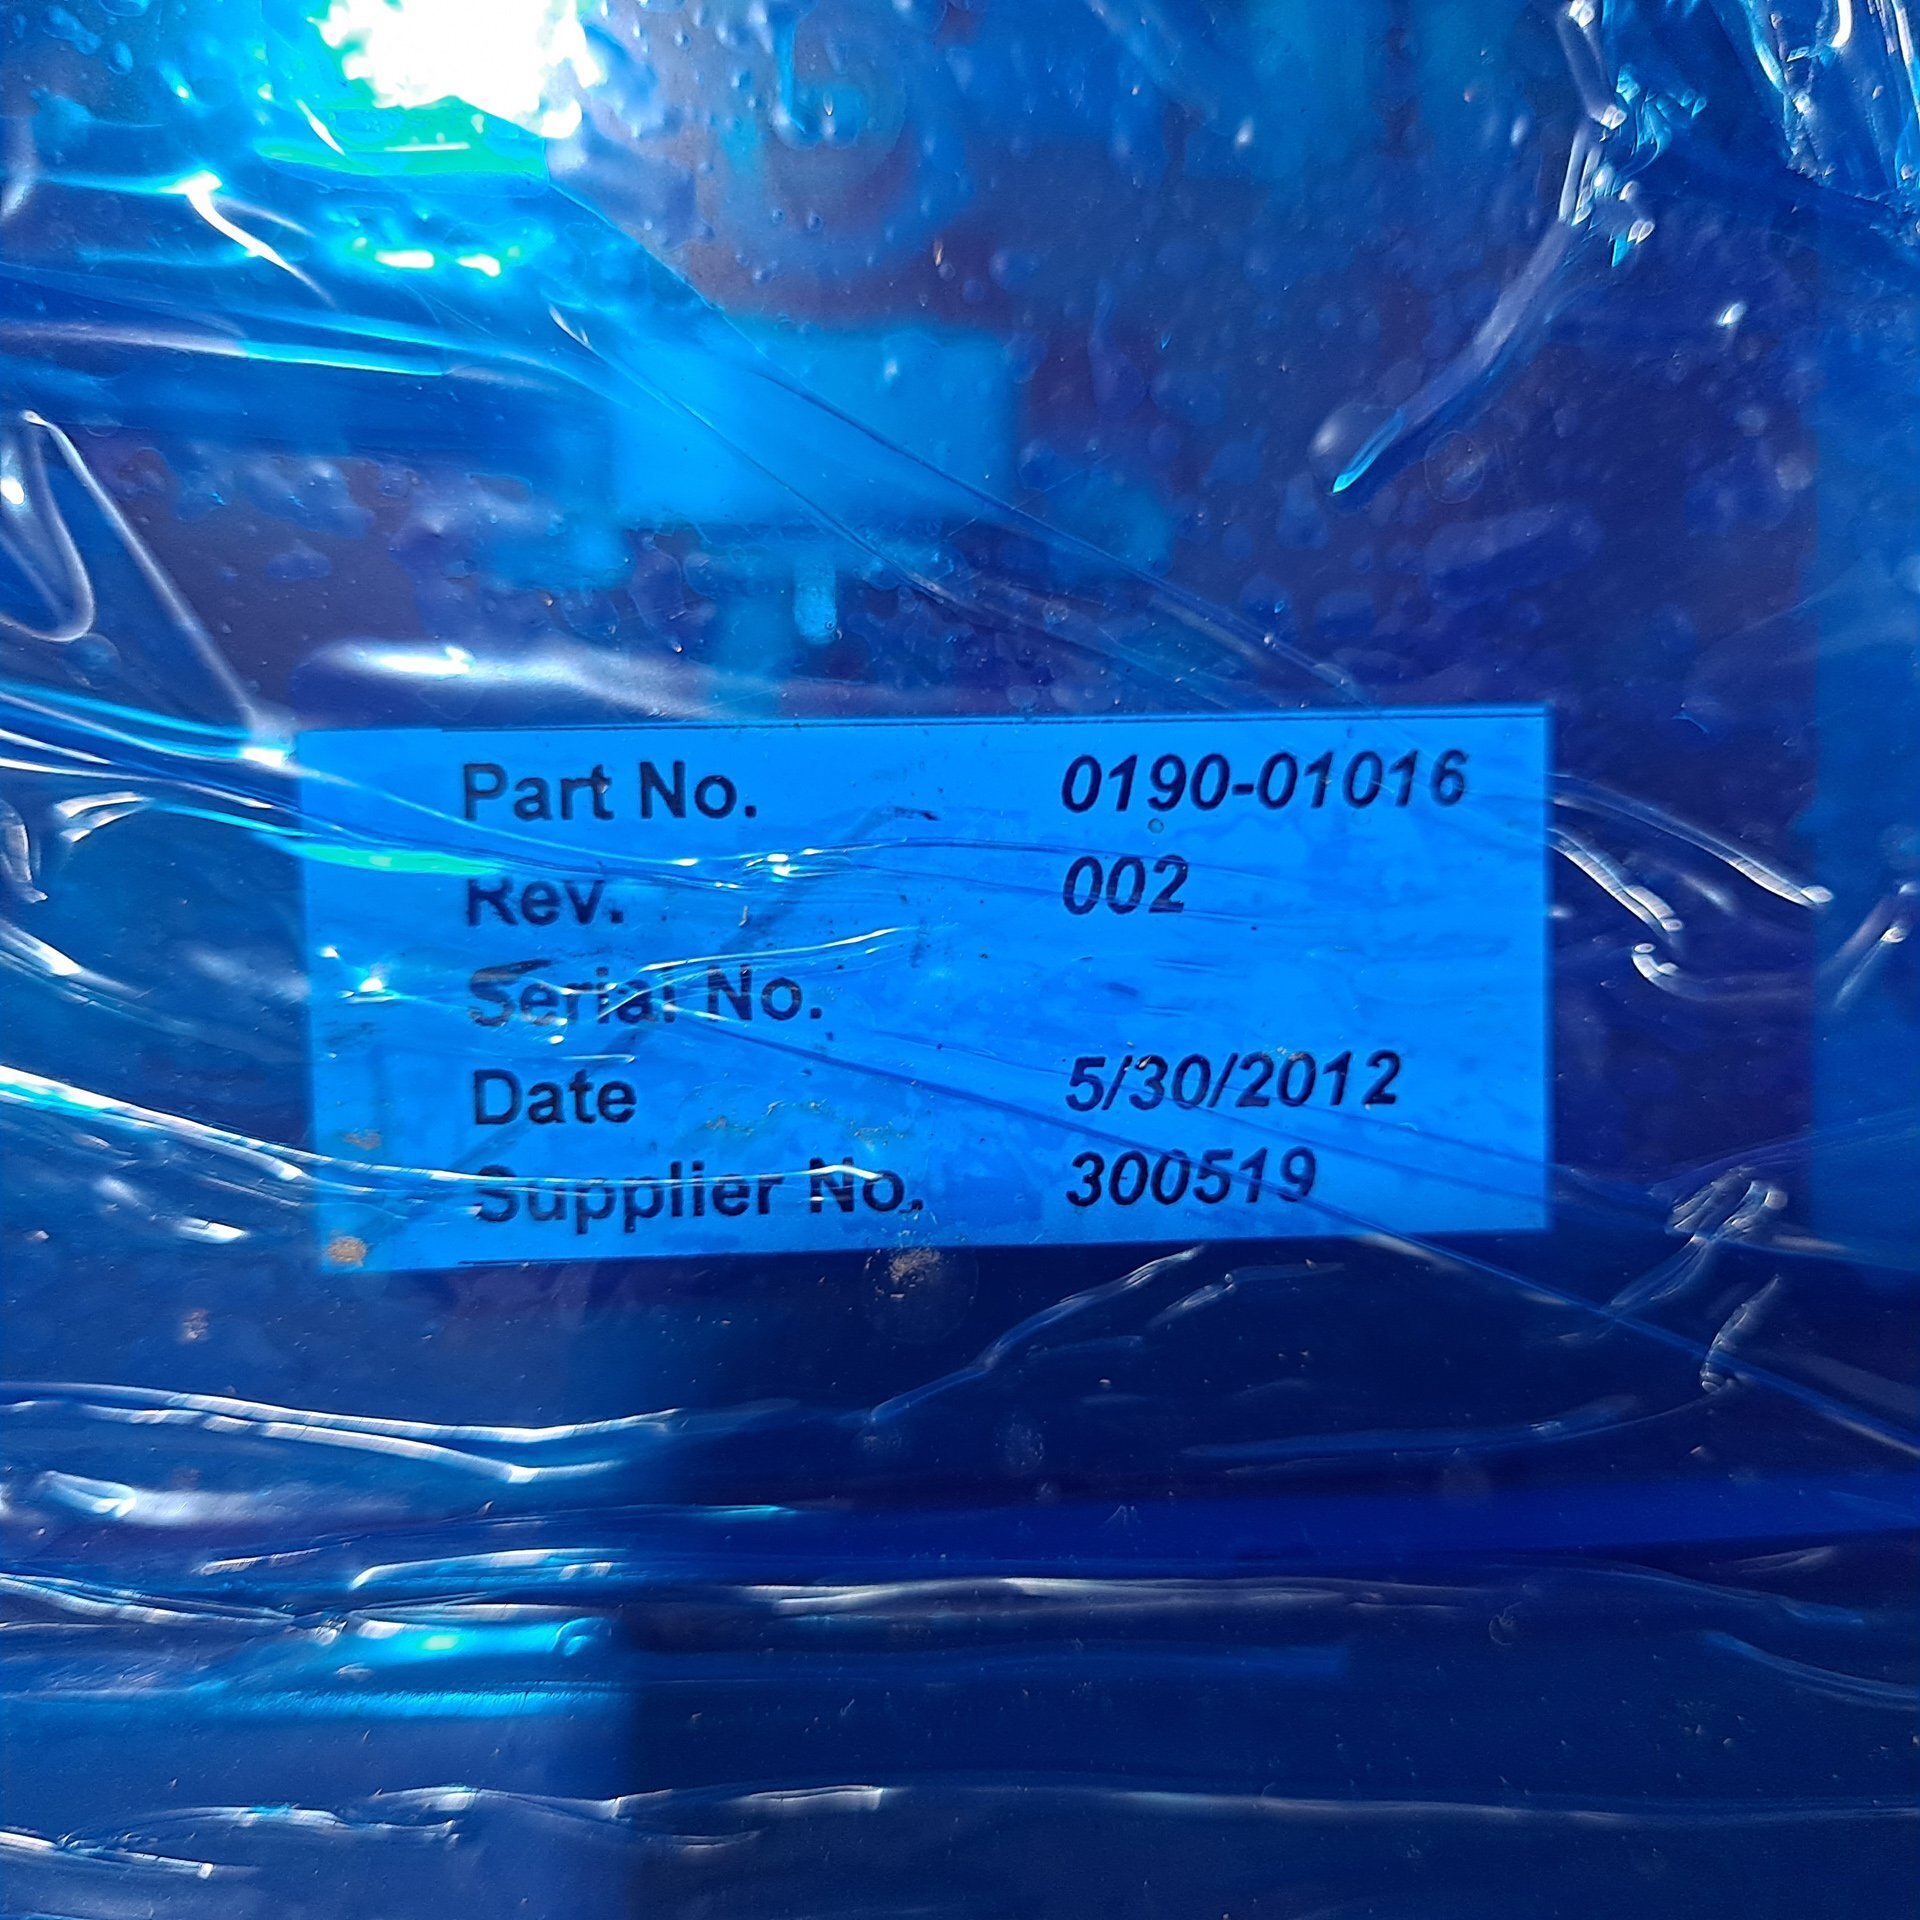 Part No. 0190-01016
Rev. 002
Serial No.
Date 5/30/2012
Supplier No. 300519